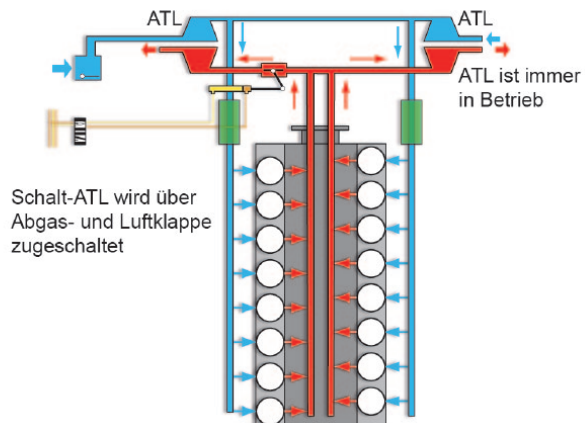 ATL
ATL
ATL ist immer
in Betrieb
Schalt-ATL wird über
Abgas- und Luftklappe
zugeschaltet